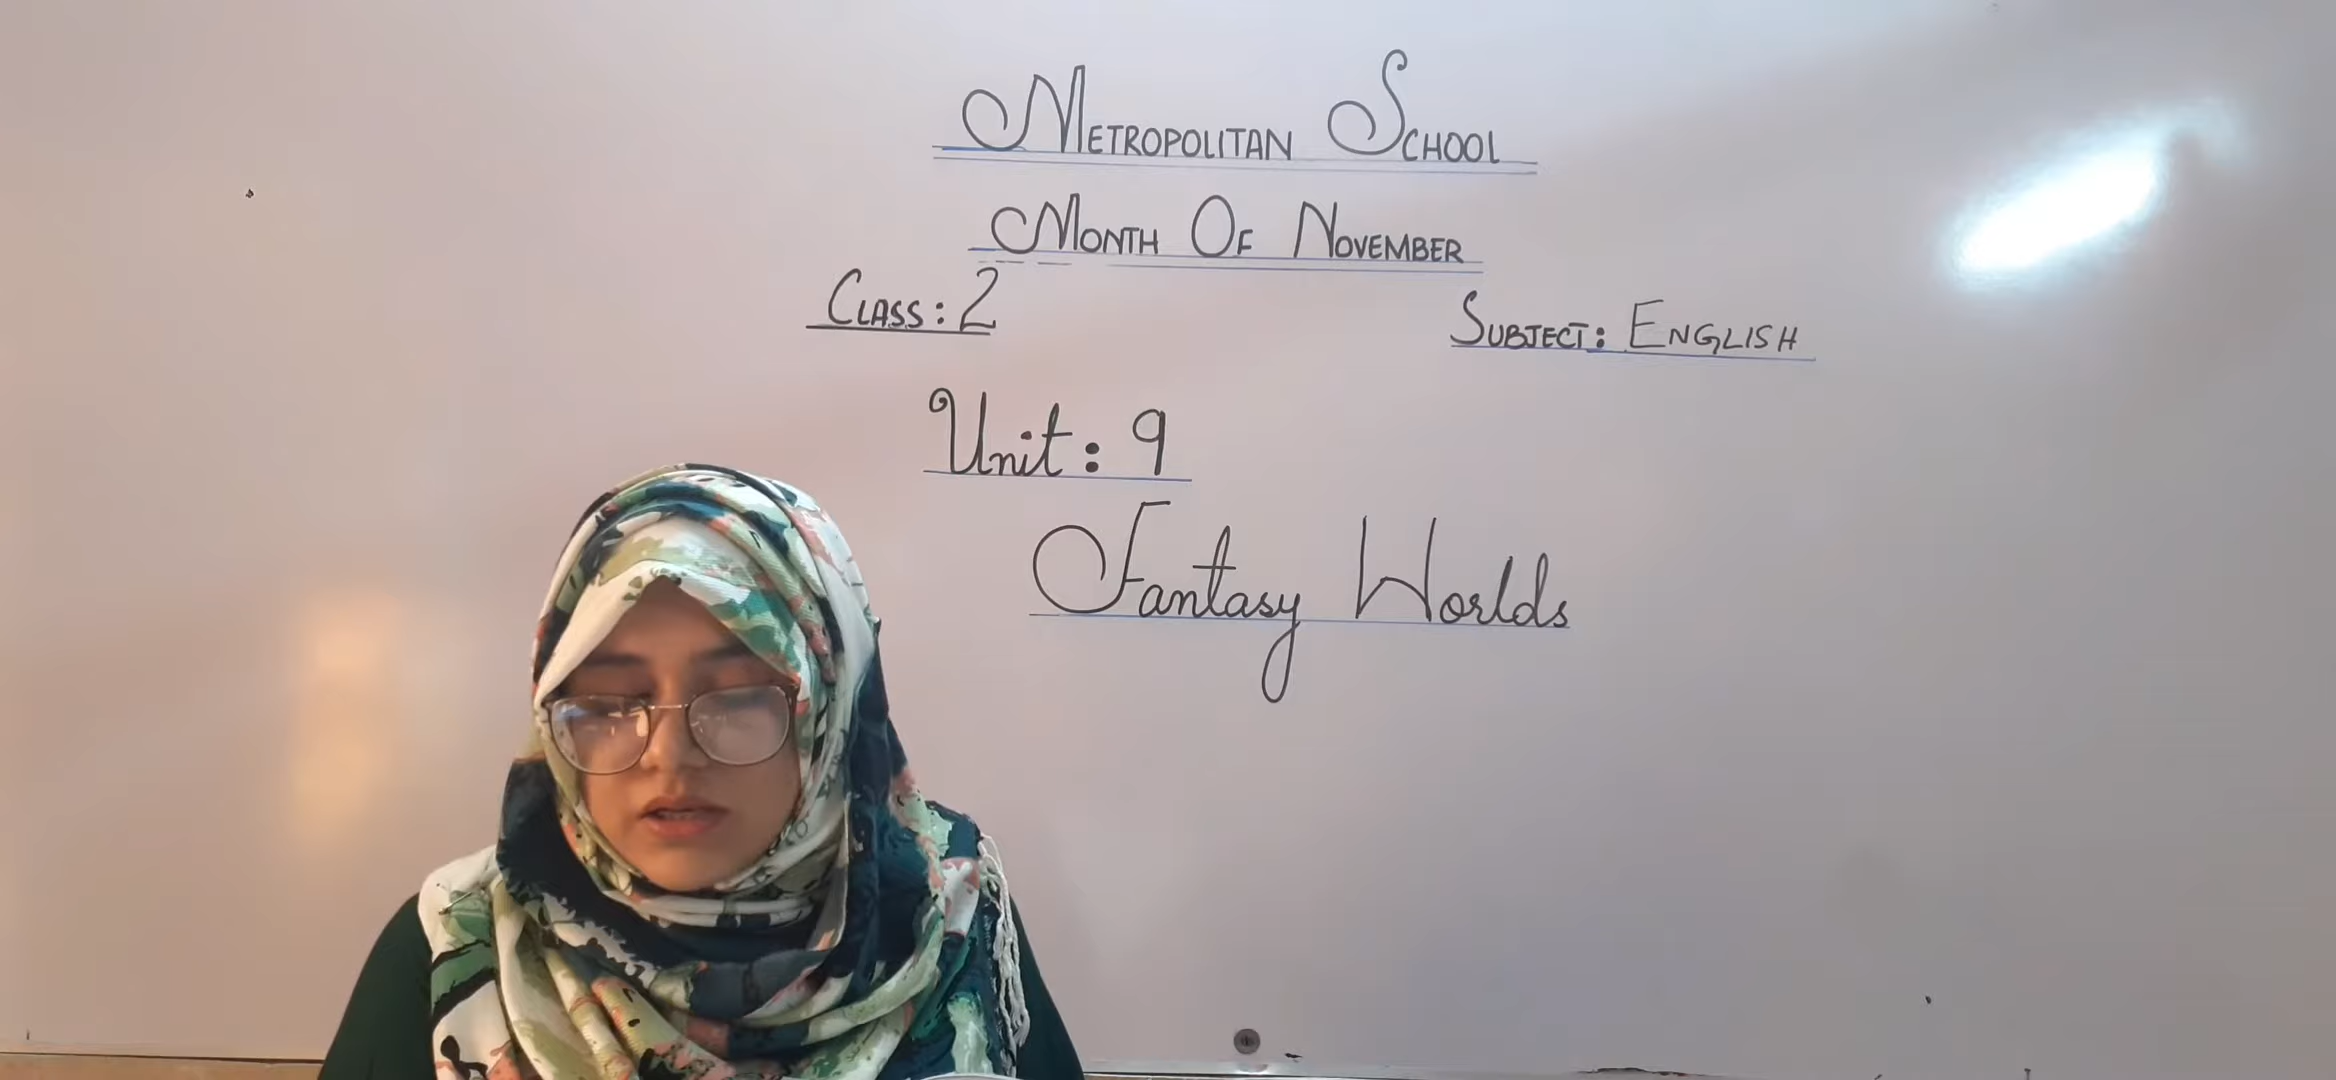 METROPOLITAN SCHOOL
MONTH OF NOVEMBER
CLASS: 2
SUBJECT: ENGLISH
Unit: 9
Fantasy Worlds